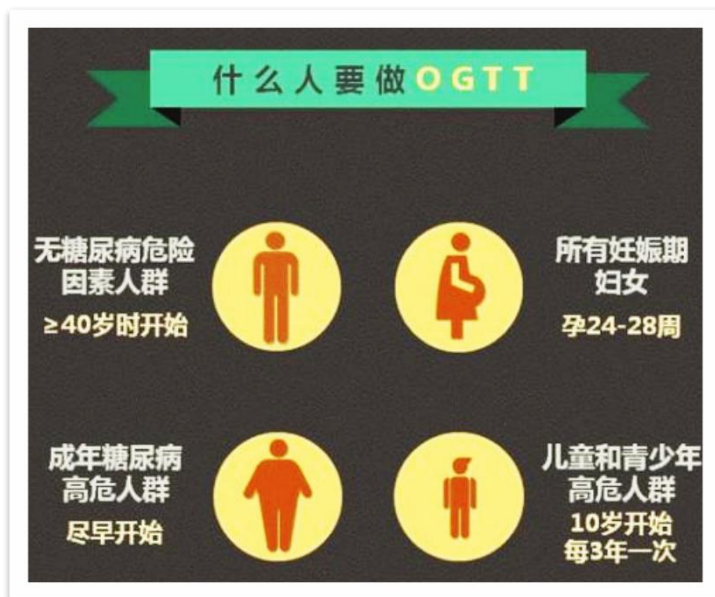 什么人要做OGTT
无糖尿病危险
因素人群
≥40岁时开始
所有妊娠期
妇女
孕24-28周
成年糖尿病
高危人群
尽早开始
儿童和青少年
高危人群
10岁开始
每3年一次